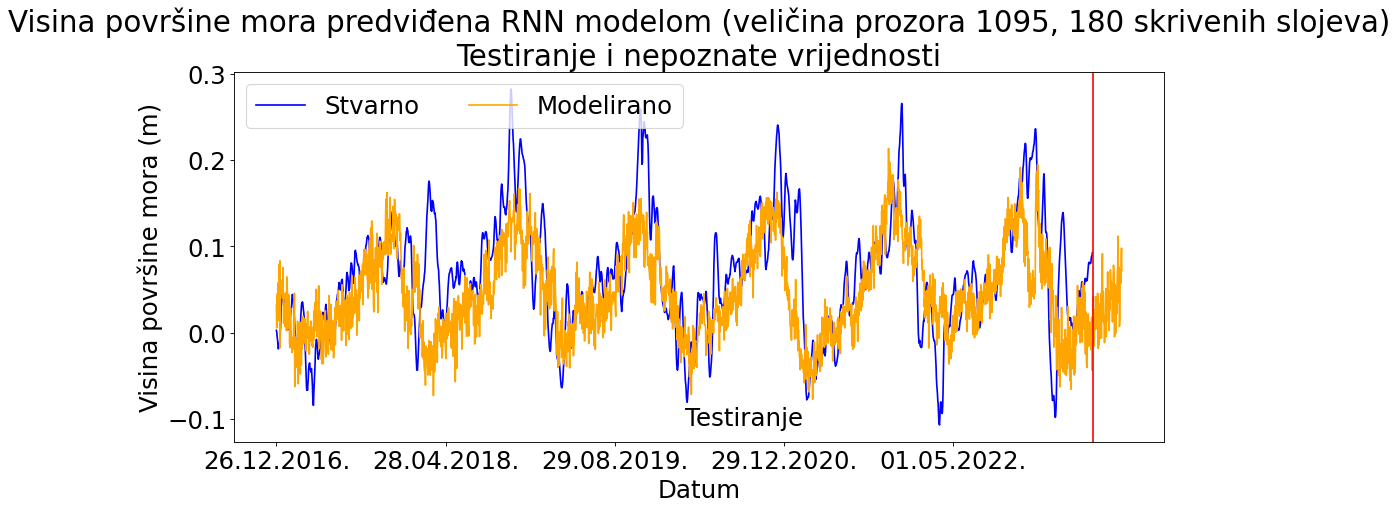 Visina površine mora predviđena RNN modelom (veličina prozora 1095, 180 skrivenih slojeva)
Testiranje i nepoznate vrijednosti
Stvarno Modelirano
Visina površine mora (m)
0.3
0.2
0.1
0.0
−0.1
Testiranje
26.12.2016. 28.04.2018. 29.08.2019. 29.12.2020. 01.05.2022.
Datum